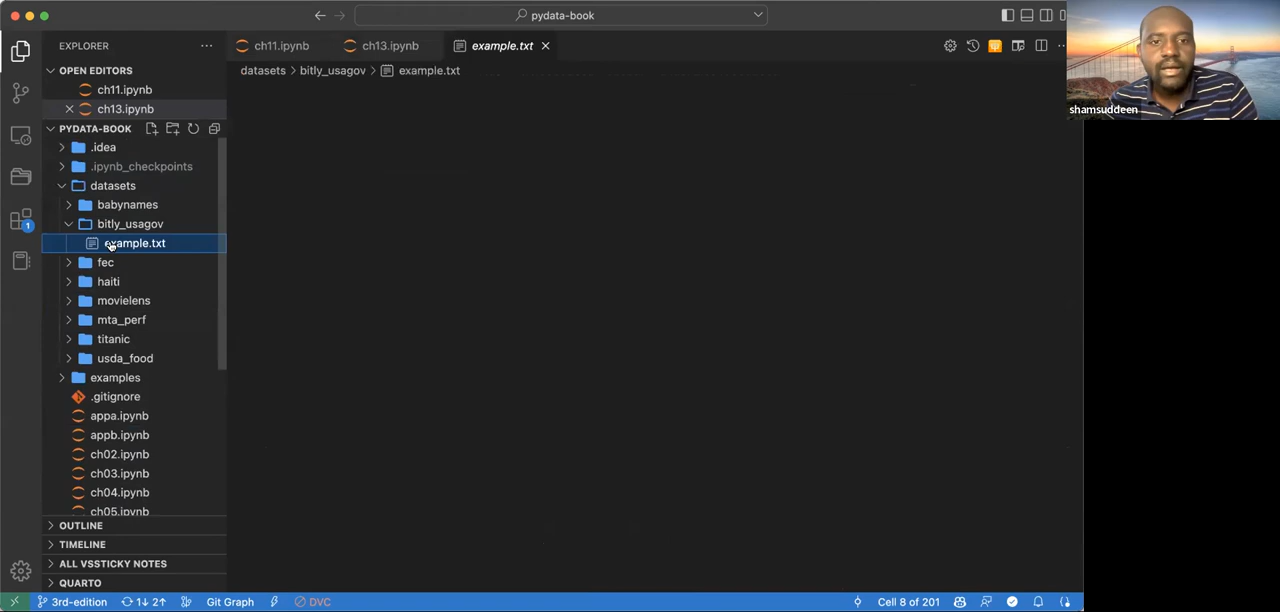 pydata-book
EXPLORER
ch11.ipynb
ch13.ipynb
example.txt
OPEN EDITORS
datasets > bitly_usagov > example.txt
ch11.ipynb
ch13.ipynb
shamsuddeen
PYDATA-BOOK
.idea
.ipynb_checkpoints
datasets
babynames
bitly_usagov
example.txt
fec
haiti
movielens
mta_perf
titanic
usda_food
examples
.gitignore
appa.ipynb
appb.ipynb
ch02.ipynb
ch03.ipynb
ch04.ipynb
ch05.ipynb
OUTLINE
TIMELINE
ALL VSSTICKY NOTES
QUARTO
1
3rd-edition 1↓ 2↑ Git Graph DVC Cell 8 of 201